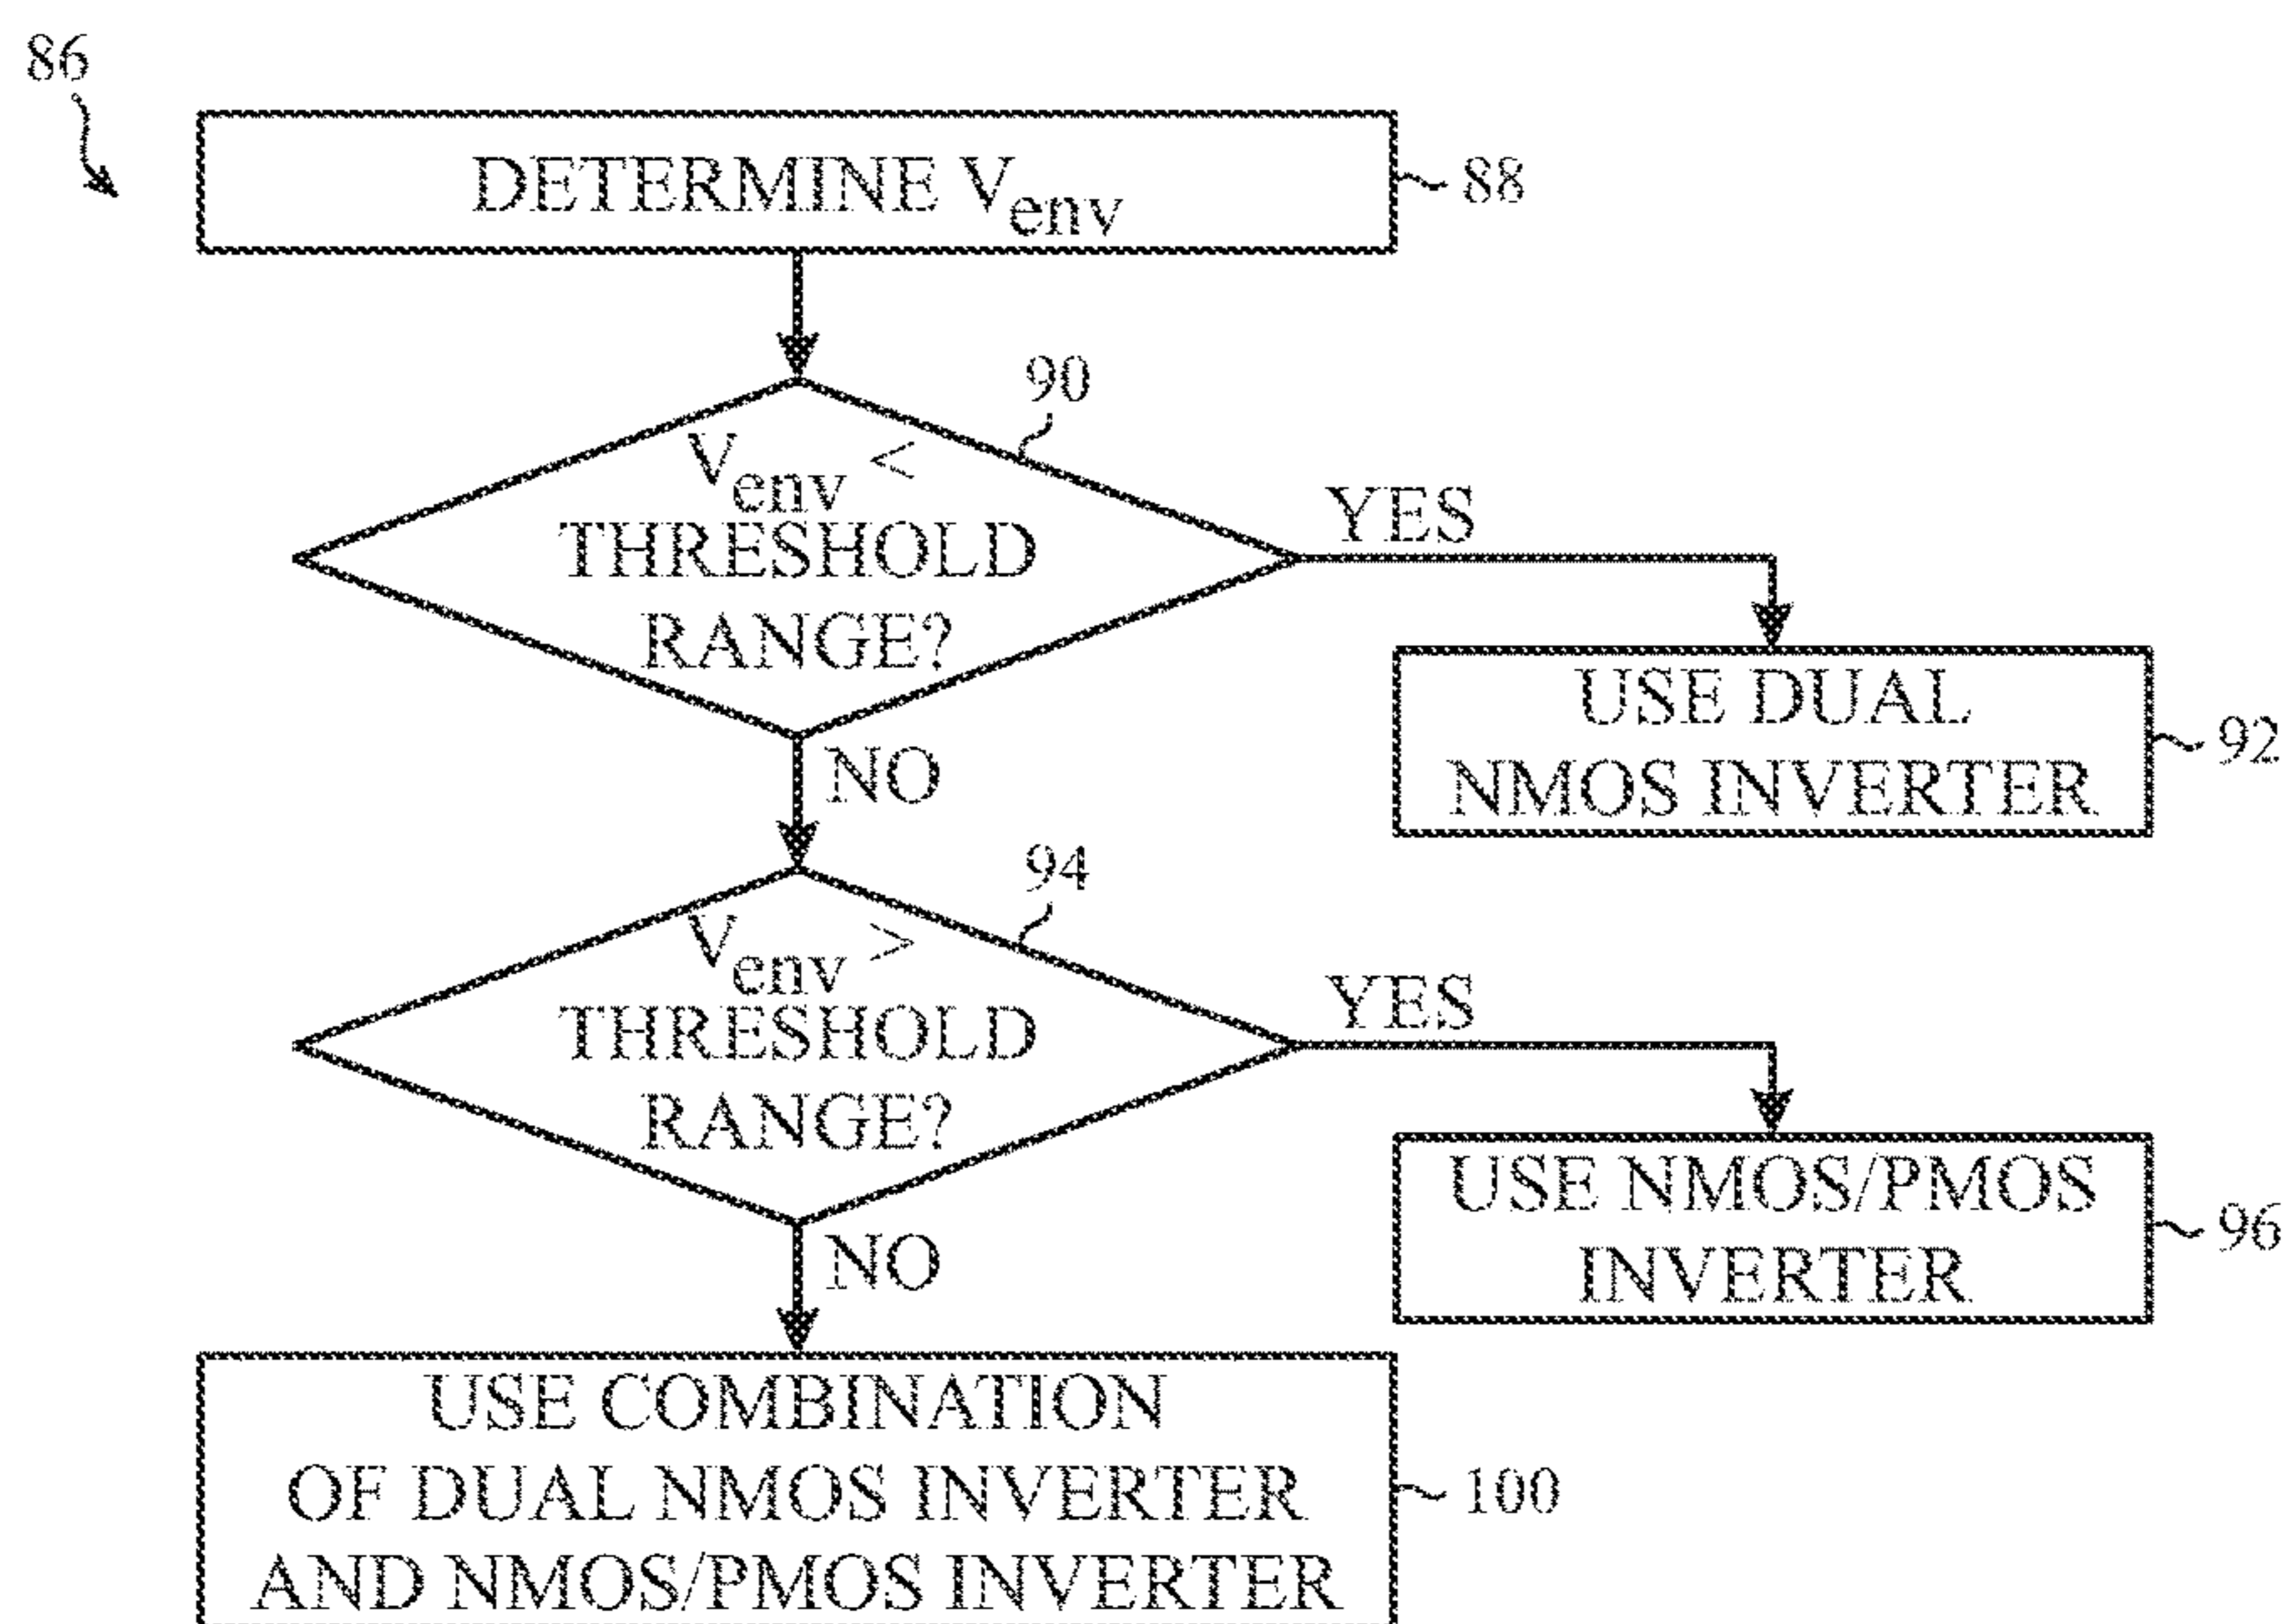 86
DETERMINE Venv
88
90
Venv <
THRESHOLD
RANGE?
YES
USE DUAL
NMOS INVERTER
92
NO
94
Venv >
THRESHOLD
RANGE?
YES
USE NMOS/PMOS
INVERTER
96
NO
USE COMBINATION
OF DUAL NMOS INVERTER
AND NMOS/PMOS INVERTER
100